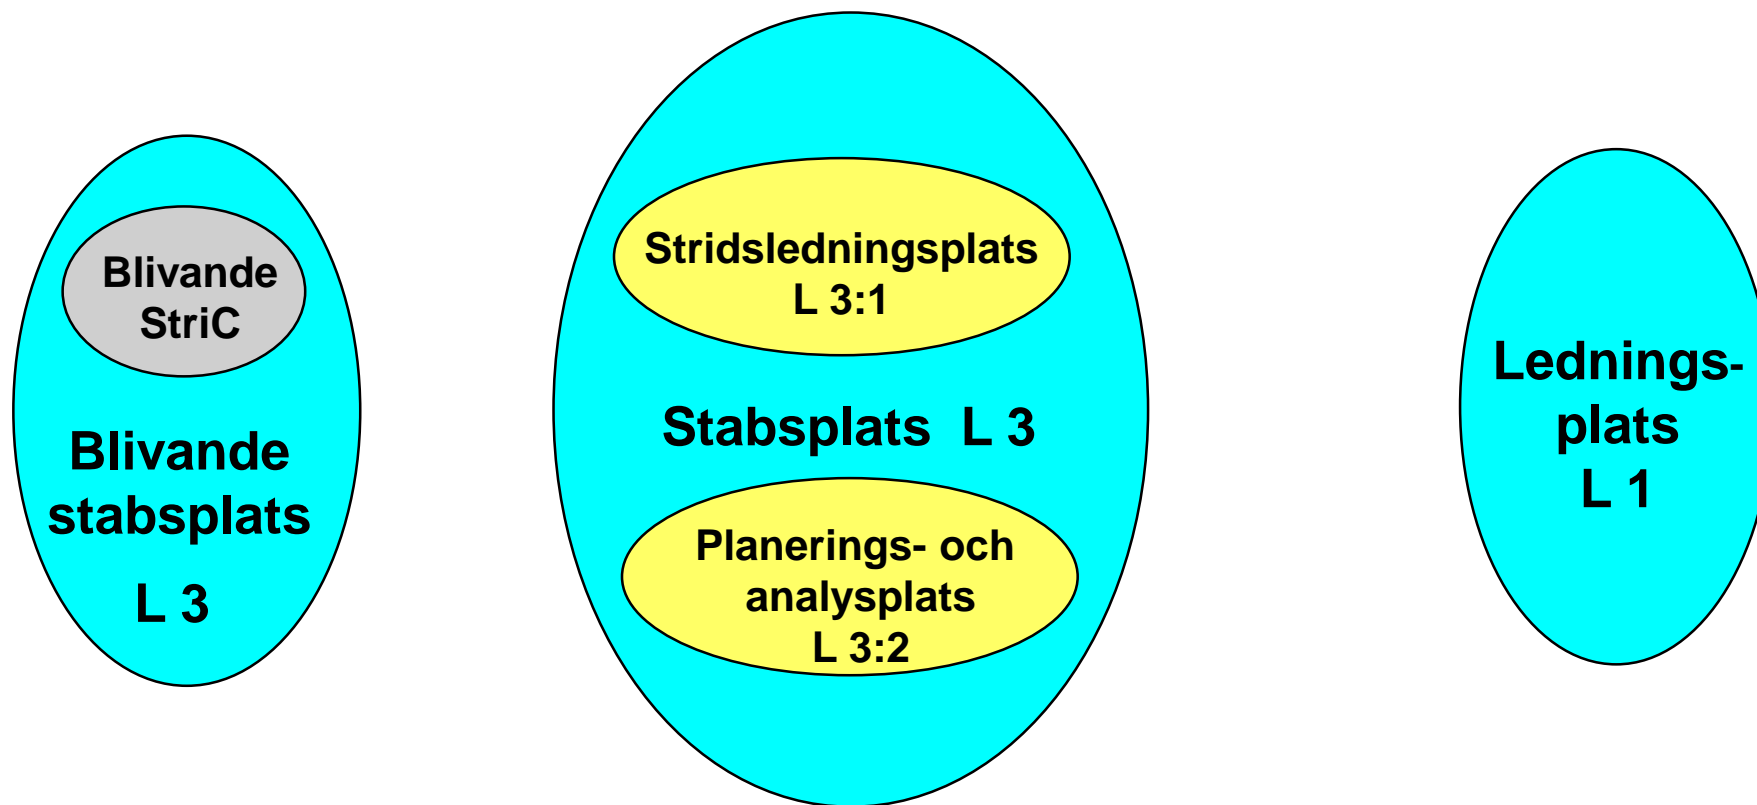 Blivande
StriC
Blivande
stabsplats
L 3
Stridsledningsplats
L 3:1
Stabsplats  L 3
Planerings- och
analysplats
L 3:2
Lednings-
plats
L 1